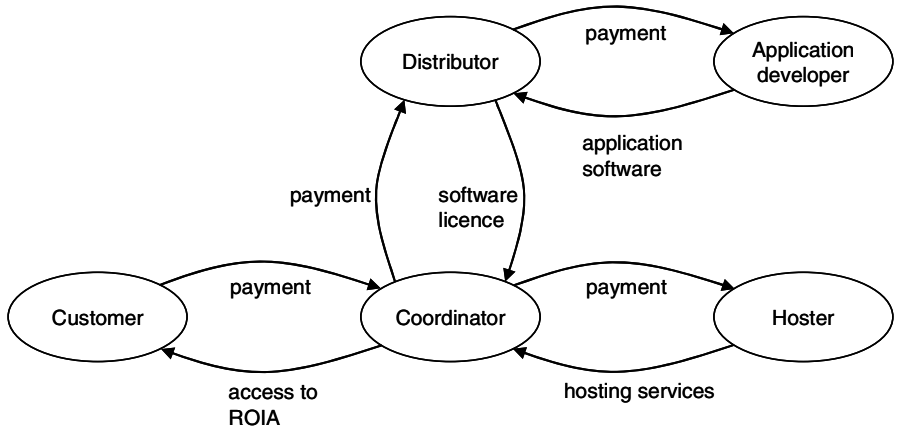 payment
Distributor
Application
developer
application
software
payment
software
licence
payment
payment
Customer
Coordinator
Hoster
access to
ROIA
hosting services